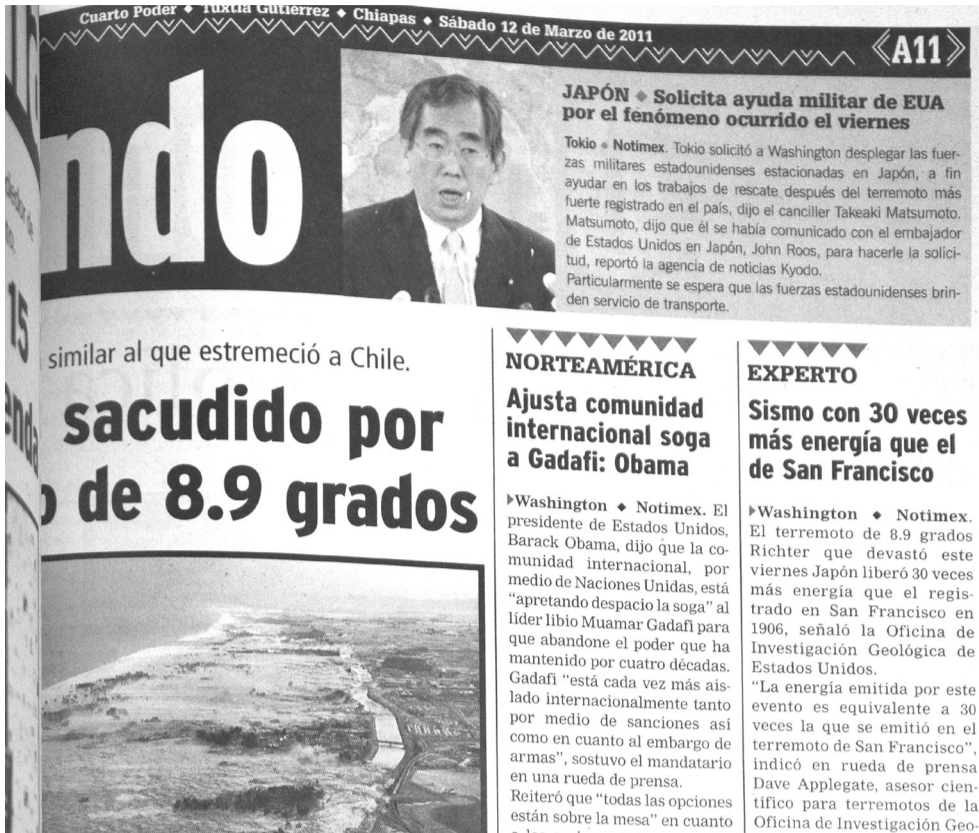 Cuarto Poder ◆ Tuxtla Gutiérrez ◆ Chiapas ◆ Sábado 12 de Marzo de 2011
A11
ndo
JAPÓN ◆ Solicita ayuda militar de EUA
por el fenómeno ocurrido el viernes
Tokio ◆ Notimex. Tokio solicitó a Washington desplegar las fuer-
zas militares estadounidenses estacionadas en Japón, a fin
ayudar en los trabajos de rescate después del terremoto más
fuerte registrado en el país, dijo el canciller Takeaki Matsumoto.
Matsumoto, dijo que él se había comunicado con el embajador
de Estados Unidos en Japón, John Roos, para hacerle la solici-
tud, reportó la agencia de noticias Kyodo.
Particularmente se espera que las fuerzas estadounidenses brin-
den servicio de transporte.
15
enda
similar al que estremeció a Chile.
sacudido por
o de 8.9 grados
NORTEAMÉRICA
Ajusta comunidad
internacional soga
a Gadafi: Obama
Washington ◆ Notimex. El
presidente de Estados Unidos,
Barack Obama, dijo que la co-
munidad internacional, por
medio de Naciones Unidas, está
“apretando despacio la soga” al
líder libio Muamar Gadafi para
que abandone el poder que ha
mantenido por cuatro décadas.
Gadafi “está cada vez más ais-
lado internacionalmente tanto
por medio de sanciones así
como en cuanto al embargo de
armas”, sostuvo el mandatario
en una rueda de prensa.
Reiteró que “todas las opciones
están sobre la mesa” en cuanto
EXPERTO
Sismo con 30 veces
más energía que el
de San Francisco
Washington ◆ Notimex.
El terremoto de 8.9 grados
Richter que devastó este
viernes Japón liberó 30 veces
más energía que el regis-
trado en San Francisco en
1906, señaló la Oficina de
Investigación Geológica de
Estados Unidos.
“La energía emitida por este
evento es equivalente a 30
veces la que se emitió en el
terremoto de San Francisco”,
indicó en rueda de prensa
Dave Applegate, asesor cien-
tífico para terremotos de la
Oficina de Investigación Geo-